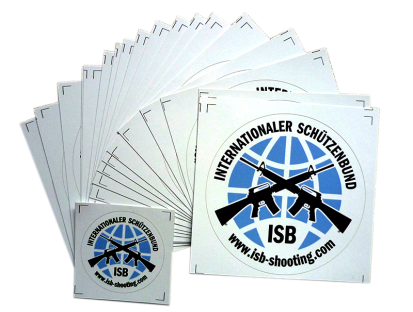 INTERNATIONALER SCHÜTZENBUND
ISB
www.isb-shooting.com
INTERNATIONALER SCHÜTZENBUND
ISB
www.isb-shooting.com